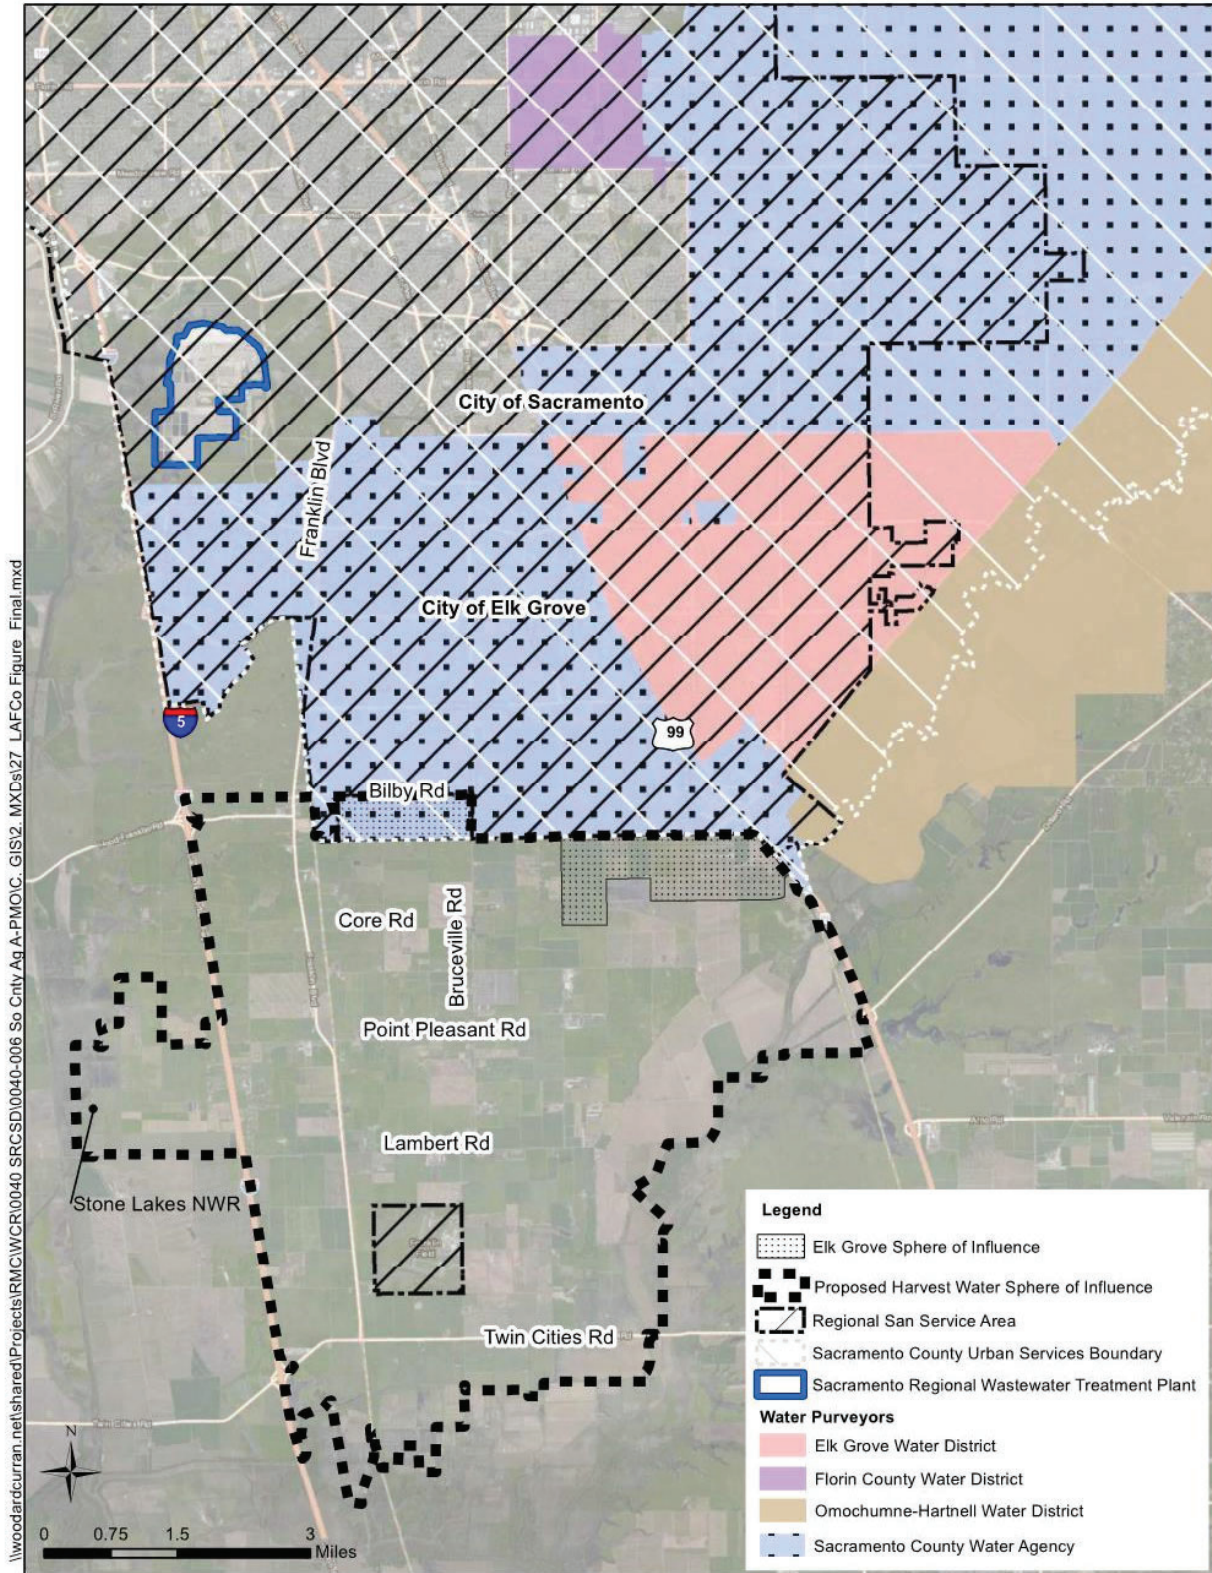 \\woodardcurran.net\shared\Projects\RMC\WCR\0040 SRCSD\0040-006 So Cnty Ag A-PMO\C. GIS\2. MXDs\27_LAFCo Figure_Final.mxd
City of Sacramento
Franklin Blvd
City of Elk Grove
5
99
Bilby Rd
Core Rd
Bruceville Rd
Point Pleasant Rd
Lambert Rd
Stone Lakes NWR
Twin Cities Rd
N
0 0.75 1.5 3
Miles
Legend
Elk Grove Sphere of Influence
Proposed Harvest Water Sphere of Influence
Regional San Service Area
Sacramento County Urban Services Boundary
Sacramento Regional Wastewater Treatment Plant
Water Purveyors
Elk Grove Water District
Florin County Water District
Omochumne-Hartnell Water District
Sacramento County Water Agency